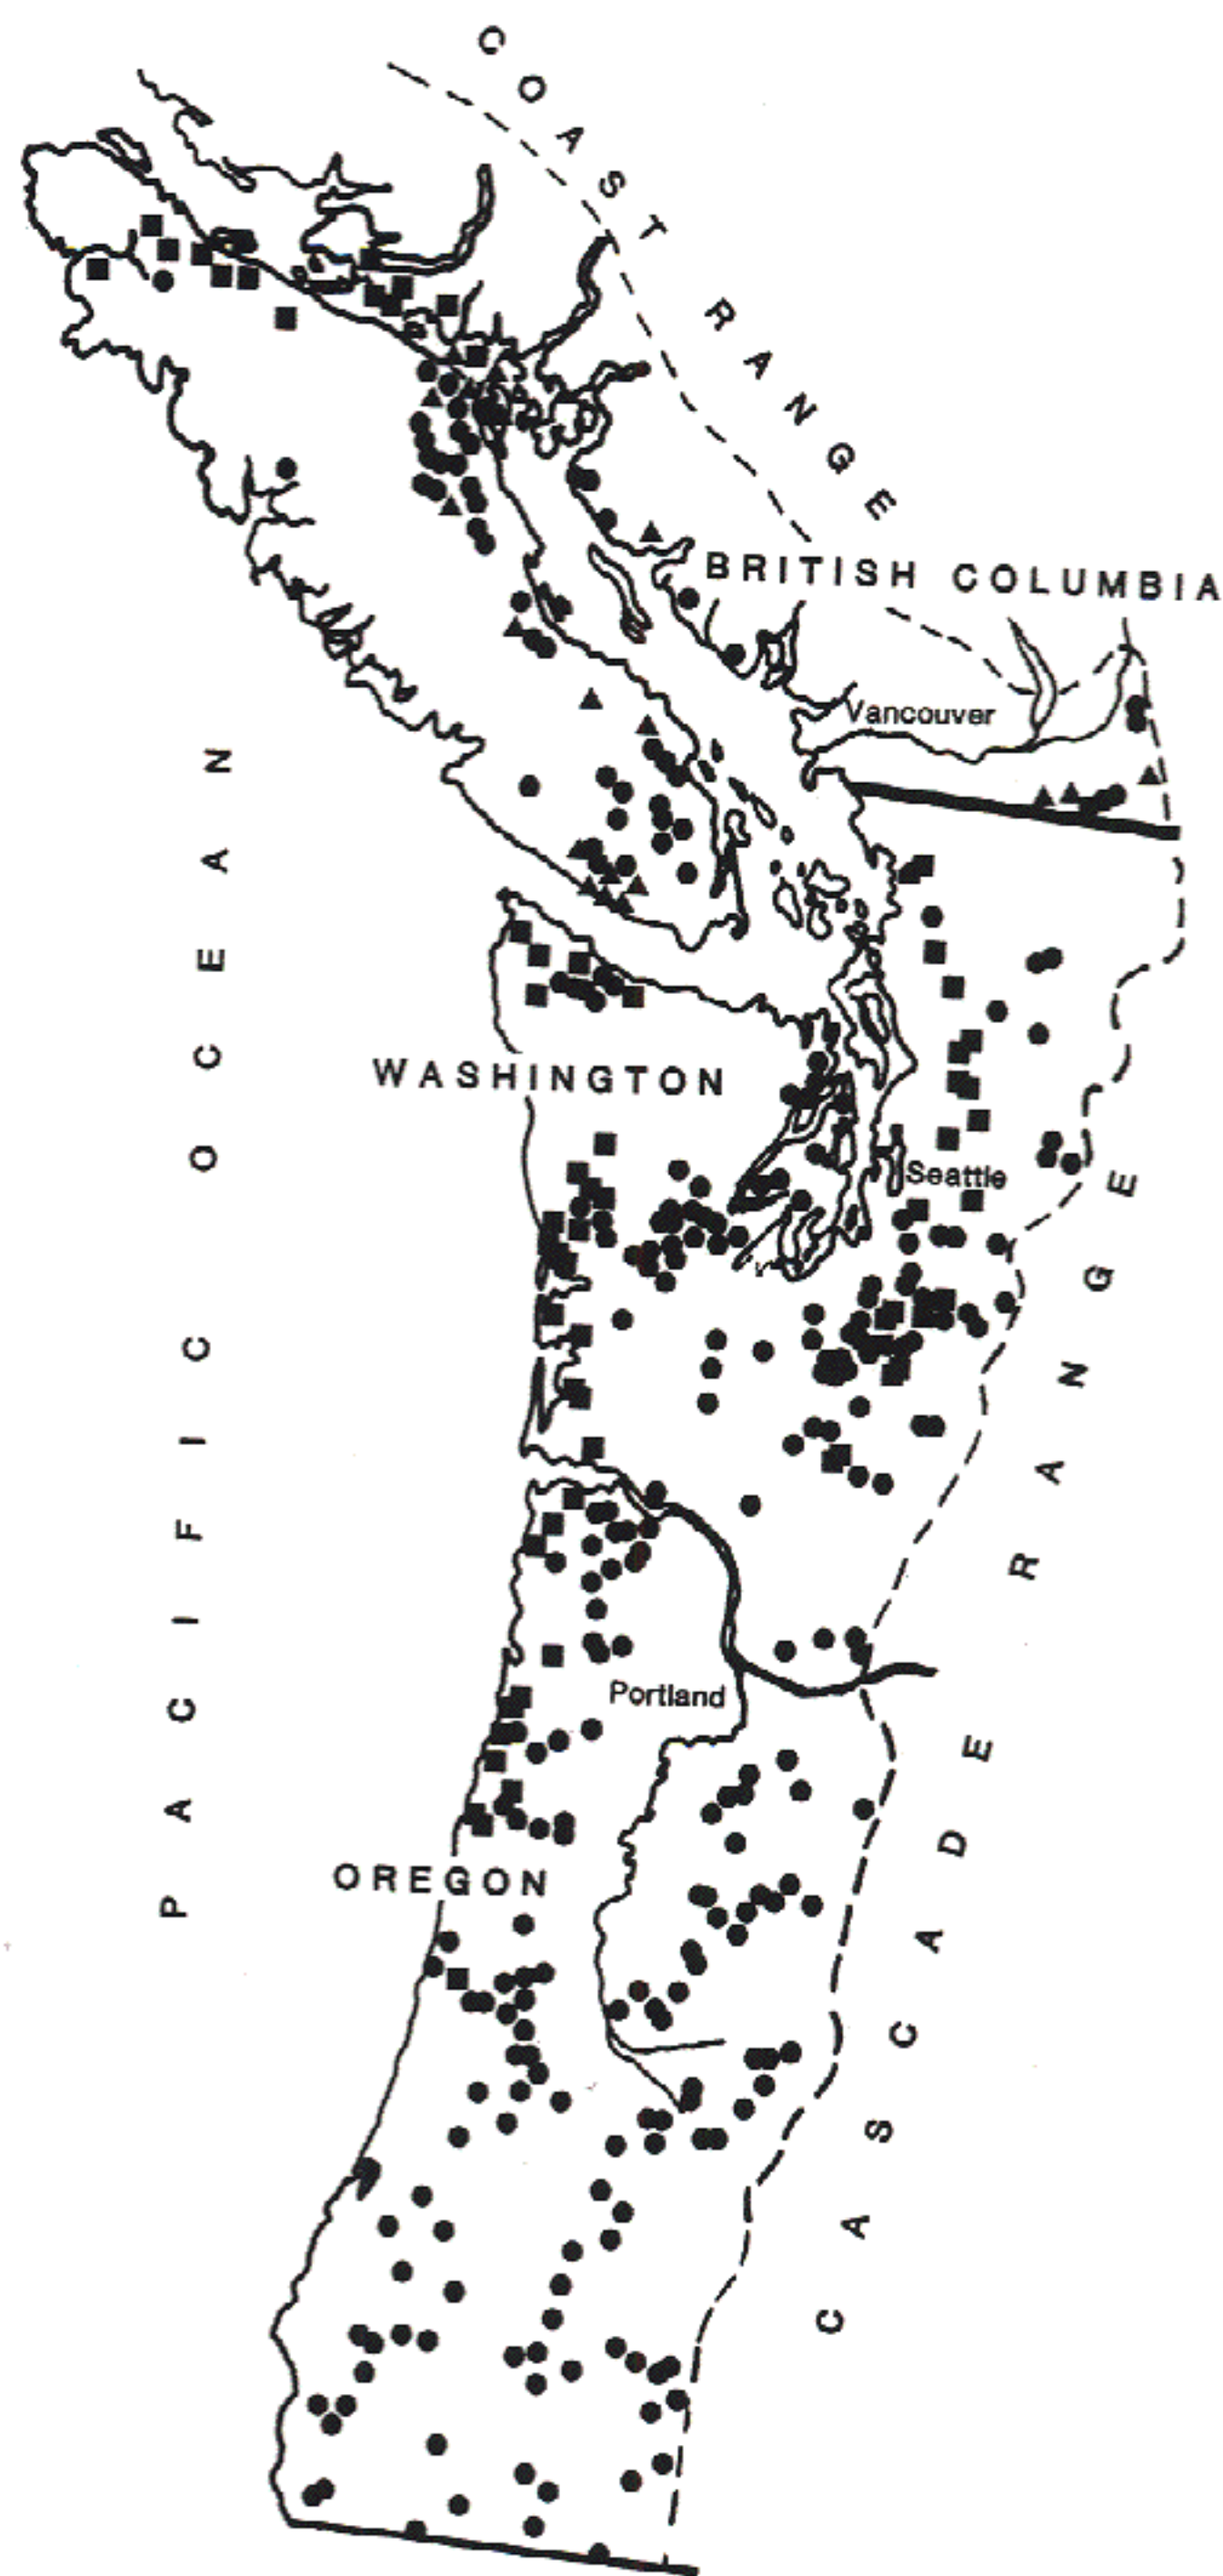 COAST RANGE
BRITISH COLUMBIA
Vancouver
PACIFIC OCEAN
WASHINGTON
Seattle
CASCADE RANGE
Portland
OREGON